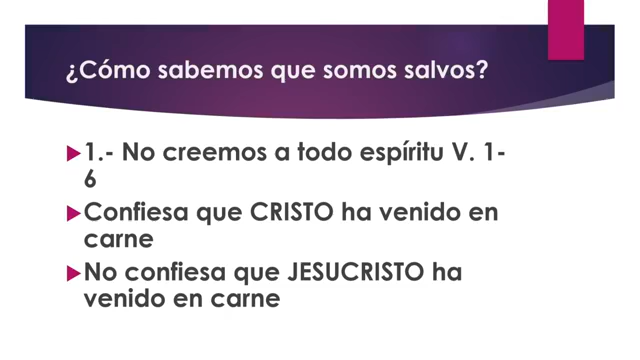 ¿Cómo sabemos que somos salvos?
1.- No creemos a todo espíritu V. 1-
6
Confiesa que CRISTO ha venido en
carne
No confiesa que JESUCRISTO ha
venido en carne